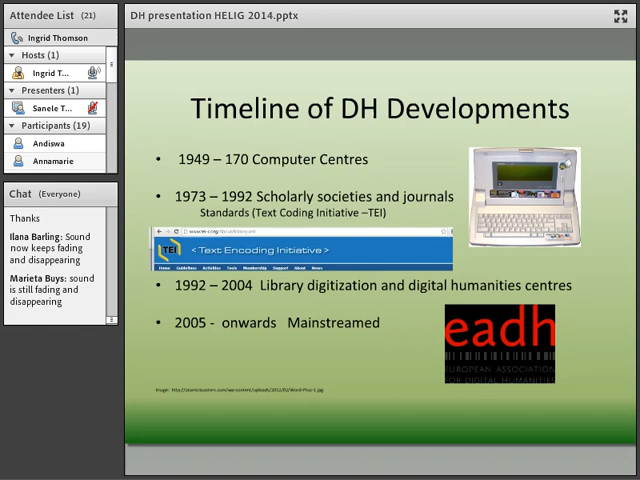 Attendee List (21)
Ingrid Thomson
Hosts (1)
Ingrid T...
Presenters (1)
Sanele T...
Participants (19)
Andiswa
Annamarie
Chat (Everyone)
Thanks
Ilana Barling: Sound
now keeps fading
and disappearing
Marieta Buys: sound
is still fading and
disappearing
DH presentation HELIG 2014.pptx
Timeline of DH Developments
• 1949 – 170 Computer Centres
• 1973 – 1992 Scholarly societies and journals
Standards (Text Coding Initiative –TEI)
TEI < Text Encoding Initiative >
Home Guidelines Activities Tools Membership Support About News
• 1992 – 2004 Library digitization and digital humanities centres
• 2005 - onwards Mainstreamed
eadh
EUROPEAN ASSOCIATION
FOR DIGITAL HUMANITIES